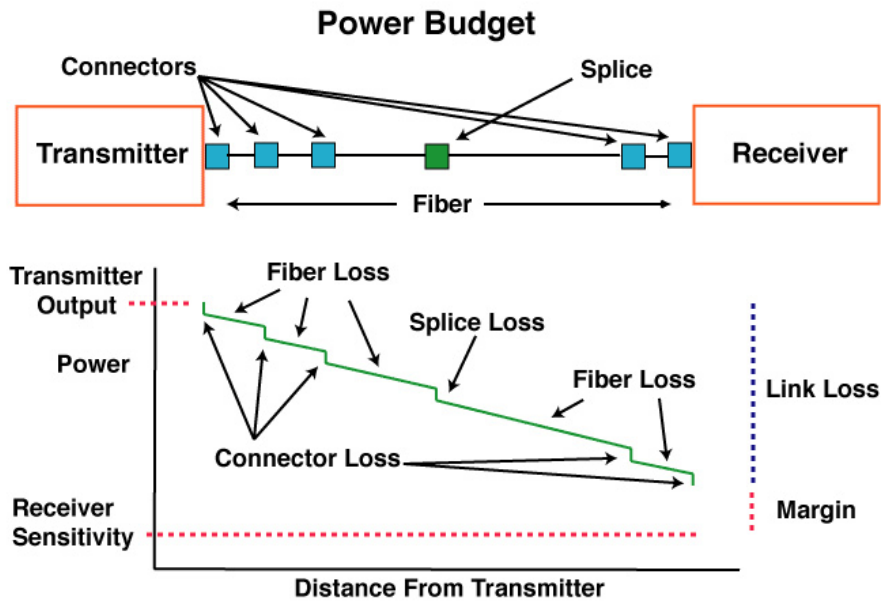 Power Budget
Connectors
Splice
Transmitter
Receiver
Fiber
Transmitter
Output
Fiber Loss
Splice Loss
Power
Fiber Loss
Link Loss
Connector Loss
Receiver
Sensitivity
Margin
Distance From Transmitter